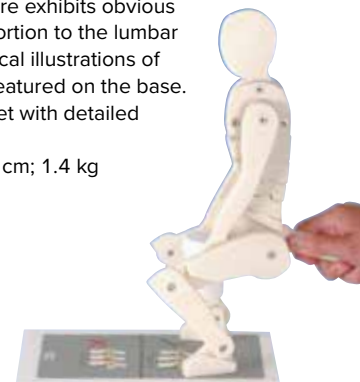 re exhibits obvious
ortion to the lumbar
cal illustrations of
eatured on the base.
et with detailed
cm; 1.4 kg